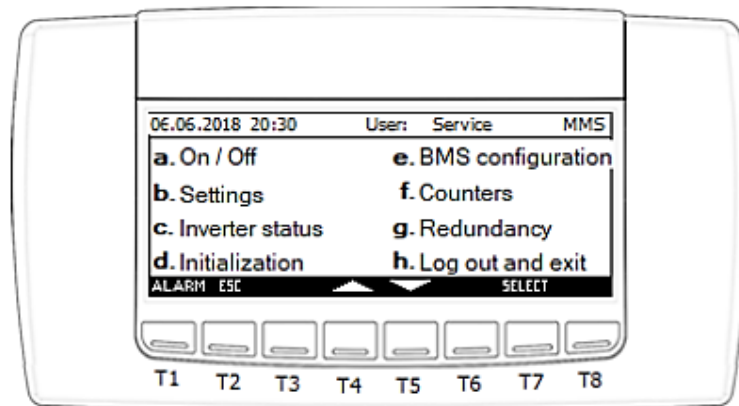 06.06.2018 20:30 User: Service MMS
a. On / Off
b. Settings
c. Inverter status
d. Initialization
e. BMS configuration
f. Counters
g. Redundancy
h. Log out and exit
ALARM ESC SELECT
T1 T2 T3 T4 T5 T6 T7 T8